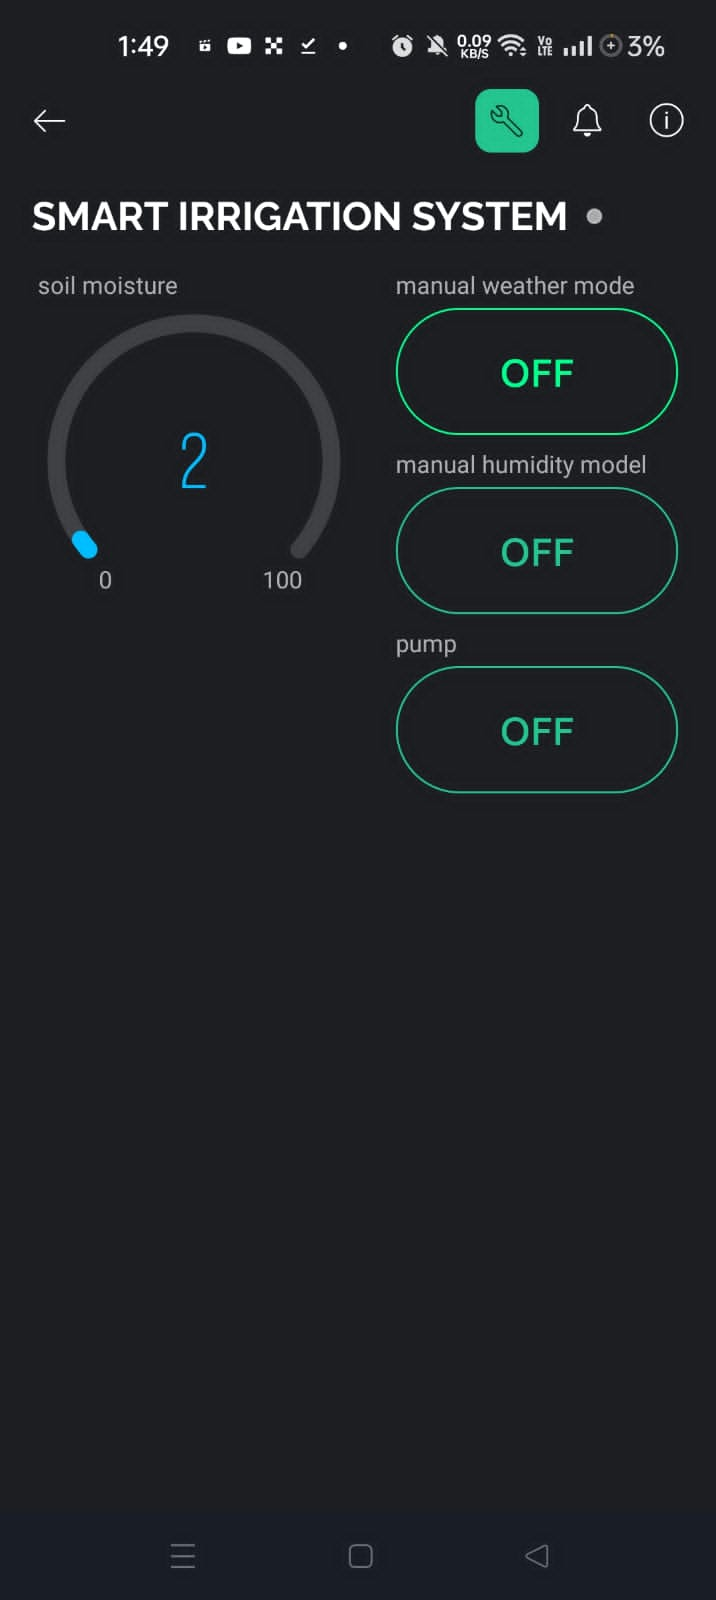 1:49 0.09 KB/S Vo LTE 3%
SMART IRRIGATION SYSTEM
soil moisture
2
0 100
manual weather mode
OFF
manual humidity model
OFF
pump
OFF